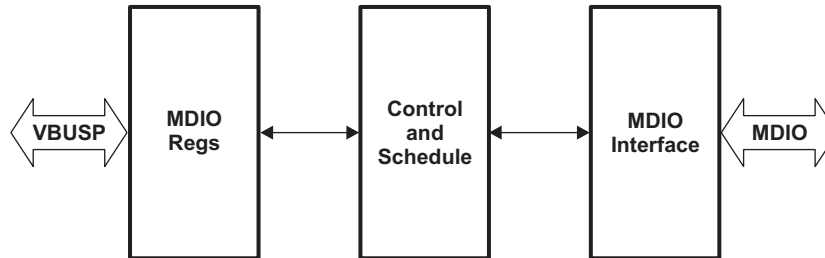 VBUSP
MDIO
Regs
Control
and
Schedule
MDIO
Interface
MDIO